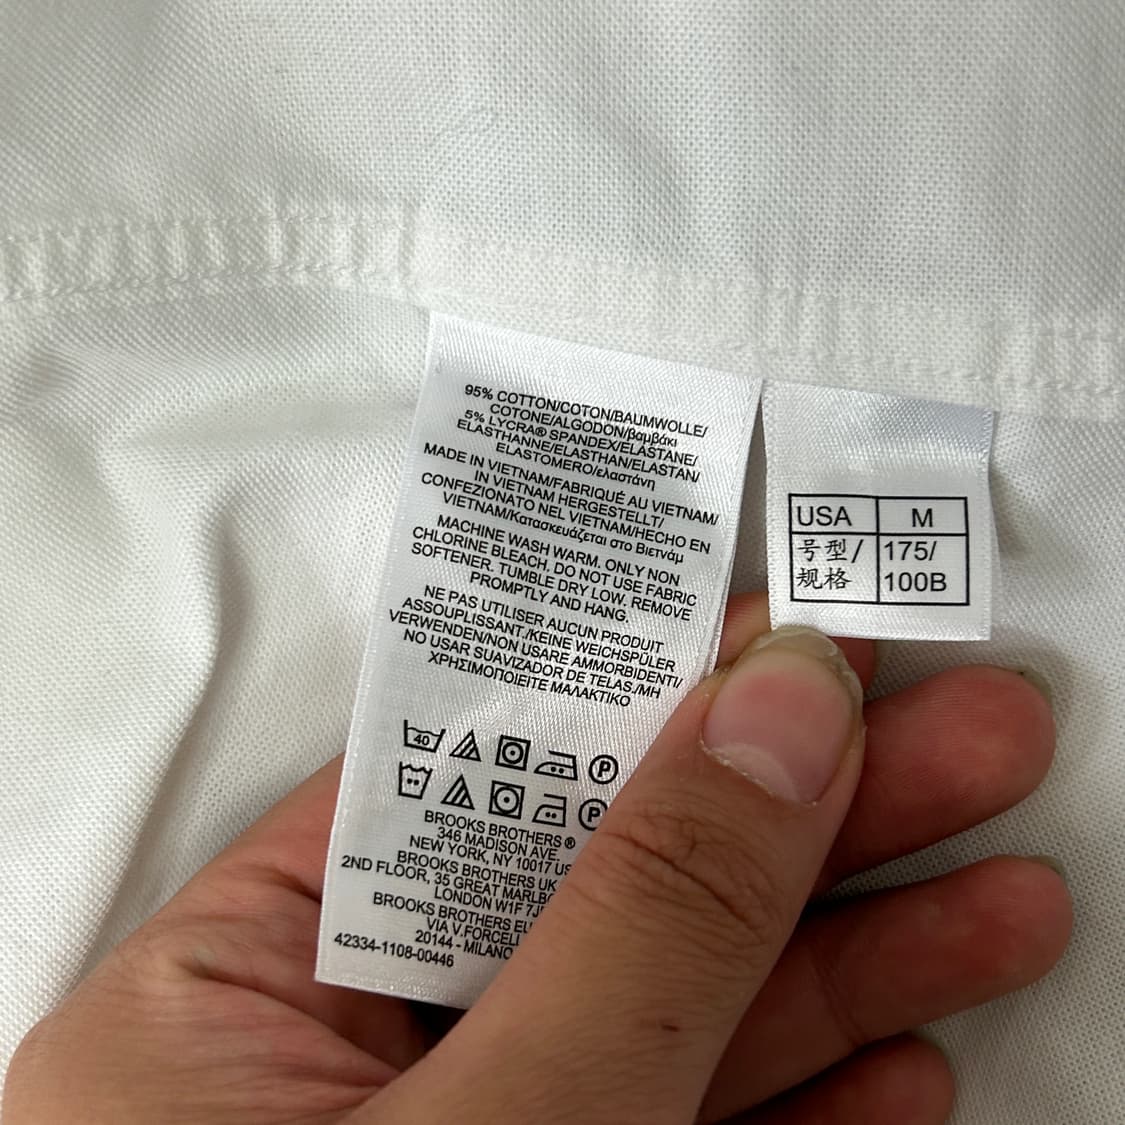 95% COTTON/COTON/BAUMWOLLE/
COTONE/ALGODON/βαμβάκι
5% LYCRA® SPANDEX/ELASTANE/
ELASTHANNE/ELASTHAN/ELASTAN/
ELASTOMERO/ελαστάνη
MADE IN VIETNAM/FABRIQUÉ AU VIETNAM/
IN VIETNAM HERGESTELLT/
CONFEZIONATO NEL VIETNAM/HECHO EN
VIETNAM/Κατασκευάζεται στο Βιετνάμ
MACHINE WASH WARM. ONLY NON
CHLORINE BLEACH, DO NOT USE FABRIC
SOFTENER. TUMBLE DRY LOW. REMOVE
PROMPTLY AND HANG.
NE PAS UTILISER AUCUN PRODUIT
ASSOUPLISSANT./KEINE WEICHSPÜLER
VERWENDEN/NON USARE AMMORBIDENTI/
NO USAR SUAVIZADOR DE TELAS./ΜΗ
ΧΡΗΣΙΜΟΠΟΙΕΙΤΕ ΜΑΛΑΚΤΙΚΟ
40 P
P
BROOKS BROTHERS®
346 MADISON AVE.
NEW YORK, NY 10017 US
BROOKS BROTHERS UK
2ND FLOOR, 35 GREAT
LONDON W1F
BROOKS BROTHERS
VIA V.FORCELL
20144 - MILANO
42334-1108-00446
USA M
号型/ 175/
规格 100B